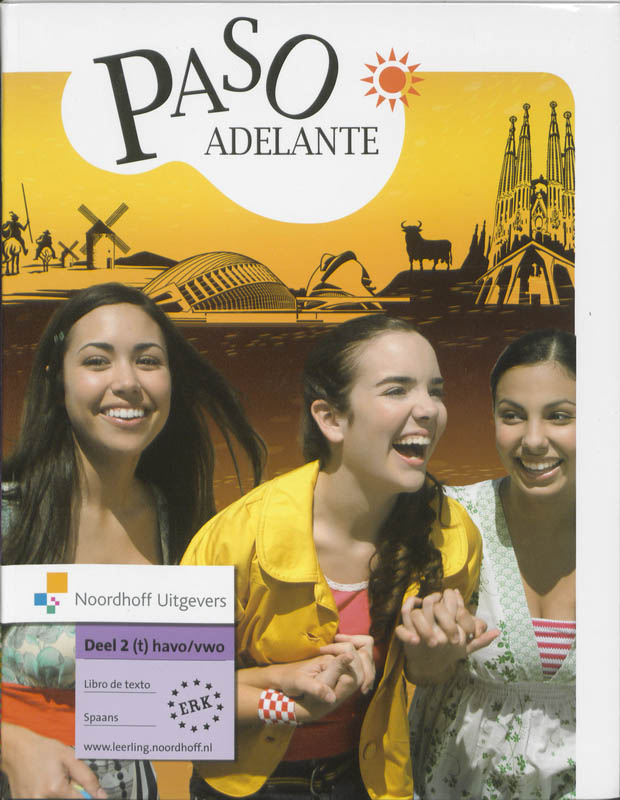 PASO
ADELANTE
Noordhoff Uitgevers
Deel 2 (t) havo/vwo
Libro de texto
ERK
Spaans
www.leerling.noordhoff.nl